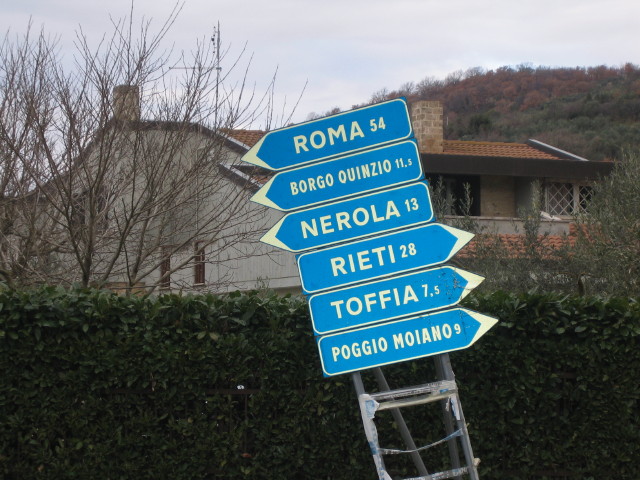 ROMA 54
BORGO QUINZIO 11,5
NEROLA 13
RIETI 28
TOFFIA 7,5
POGGIO MOIANO 9